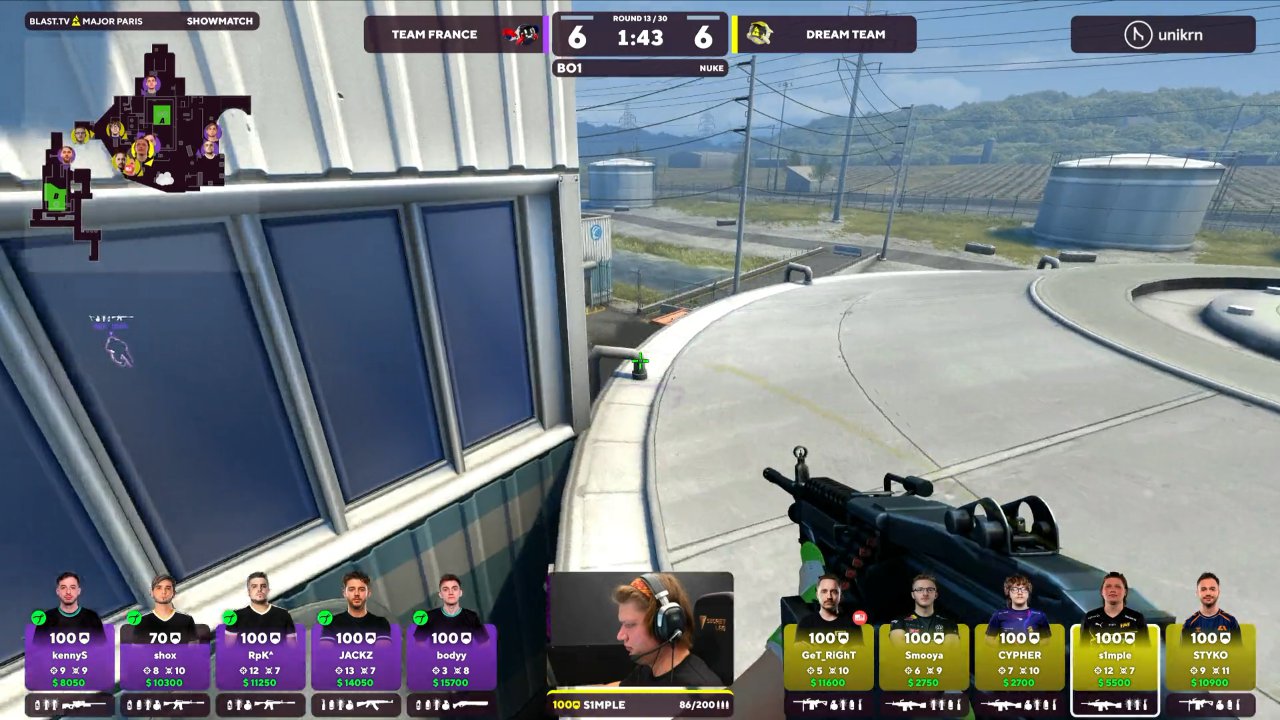 BLAST.TV MAJOR PARIS SHOWMATCH
TEAM FRANCE
6
ROUND 13 / 30
1:43
6
DREAM TEAM
unikrn
BO1 NUKE
A
B
100 kennyS
9 9
$ 8050
70 shox
8 10
$ 10300
100 RpK^
12 7
$ 11250
100 JACKZ
13 7
$ 14050
100 bodyy
3 8
$ 15700
100 SIMPLE 86/200
100 GeT_RiGhT
5 10
$ 11600
100 Smooya
6 9
$ 2750
100 CYPHER
7 10
$ 2700
100 s1mple
12 7
$ 5500
100 STYKO
9 11
$ 10900